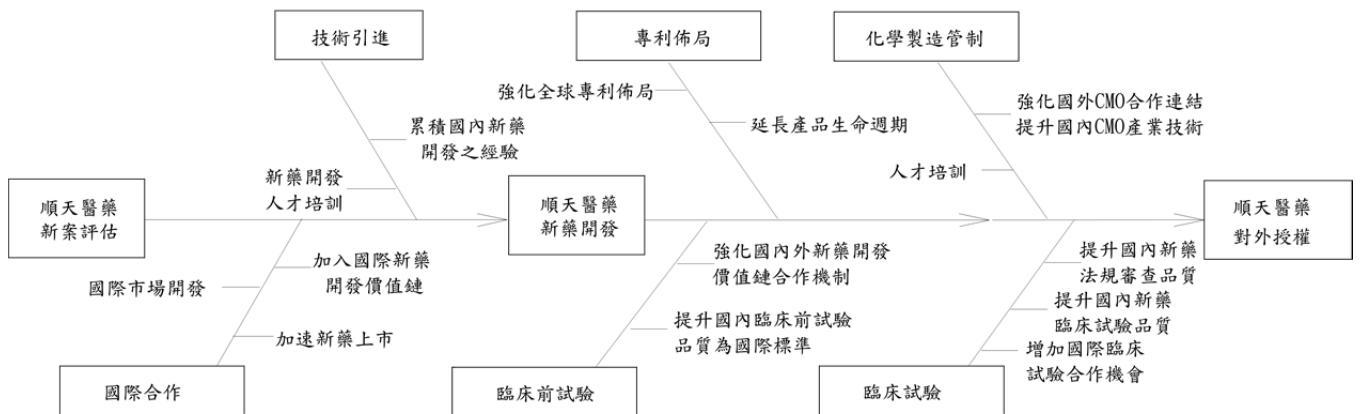 技術引進
專利佈局
化學製造管制
強化全球專利佈局
強化國外CMO合作連結
提升國內CMO產業技術
累積國內新藥
開發之經驗
延長產品生命週期
新藥開發
人才培訓
人才培訓
順天醫藥
新案評估
順天醫藥
新藥開發
順天醫藥
對外授權
加入國際新藥
開發價值鏈
國際市場開發
加速新藥上市
強化國內外新藥開發
價值鏈合作機制
提升國內臨床前試驗
品質為國際標準
提升國內新藥
法規審查品質
提升國內新藥
臨床試驗品質
增加國際臨床
試驗合作機會
國際合作
臨床前試驗
臨床試驗